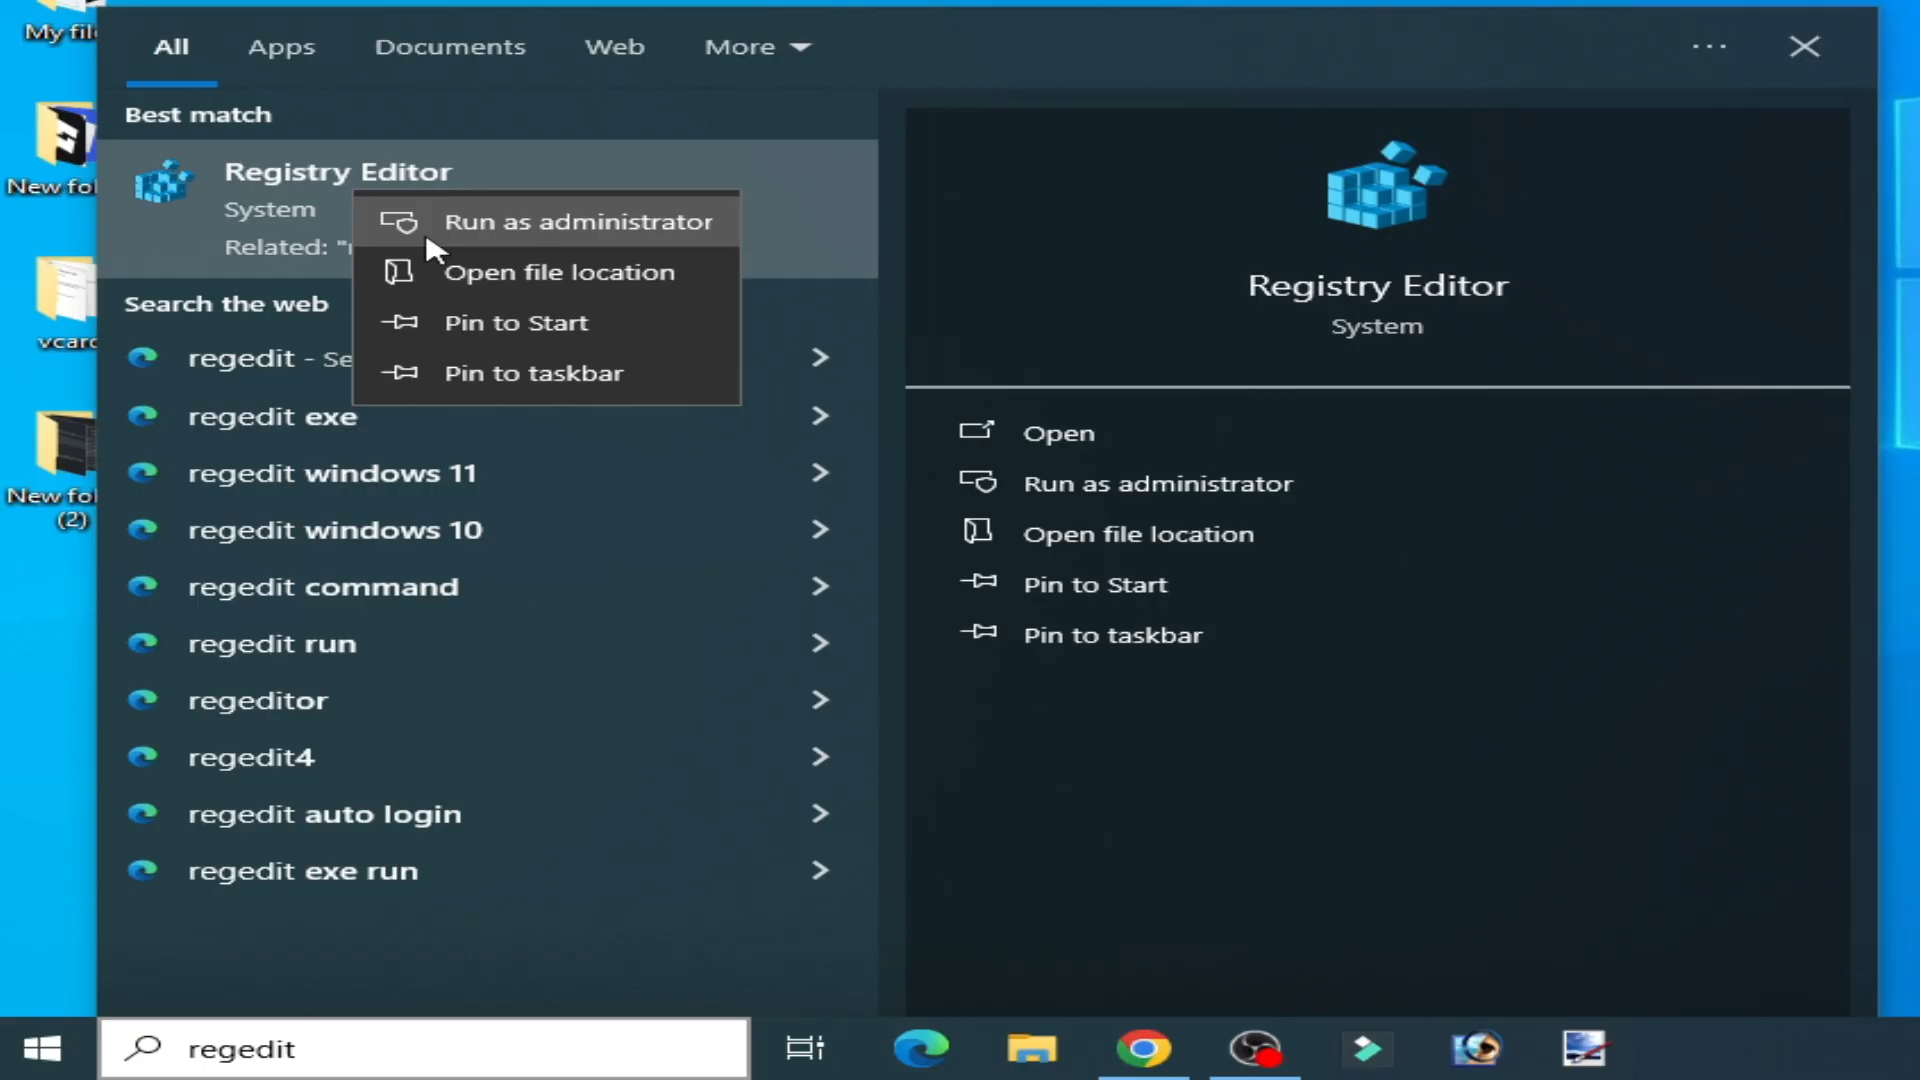 My fil
New fol
vcard
New fol
(2)
All
Apps
Documents
Web
More
Best match
Registry Editor
System
Related: "r
Run as administrator
Open file location
Pin to Start
Pin to taskbar
Search the web
regedit - Se
regedit exe
regedit windows 11
regedit windows 10
regedit command
regedit run
regeditor
regedit4
regedit auto login
regedit exe run
Registry Editor
System
Open
Run as administrator
Open file location
Pin to Start
Pin to taskbar
regedit